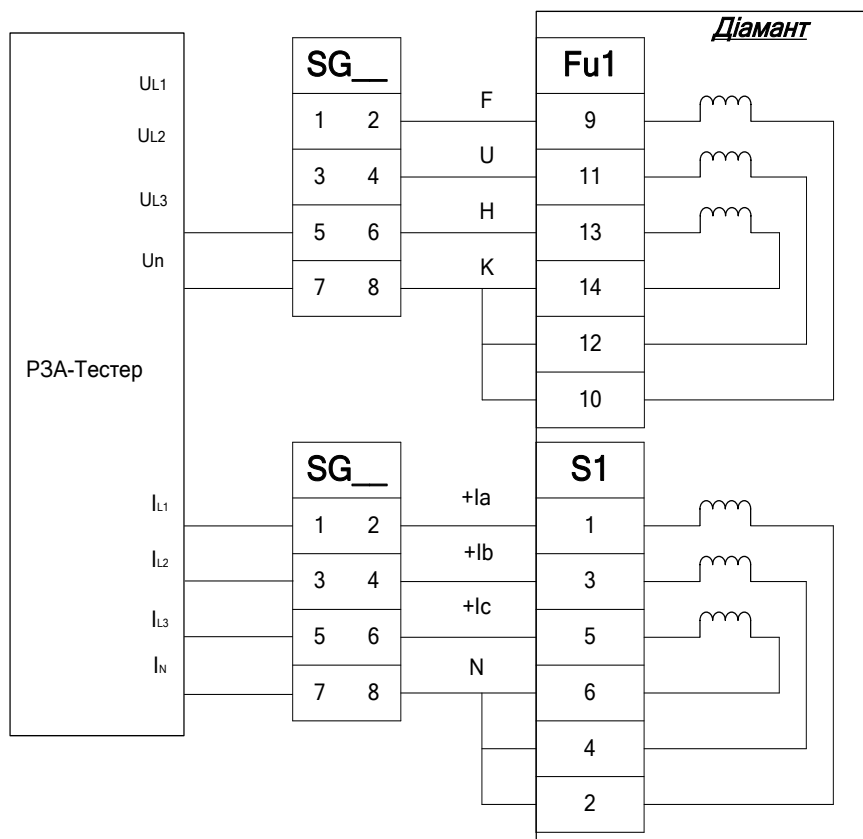 Діамант
SG__
Fu1
UL1
1 2
F
9
UL2
3 4
U
11
UL3
5 6
H
13
Un
7 8
K
14
12
РЗА-Тестер
10
SG__
S1
IL1
1 2
+Ia
1
IL2
3 4
+Ib
3
IL3
5 6
+Ic
5
IN
7 8
N
6
4
2